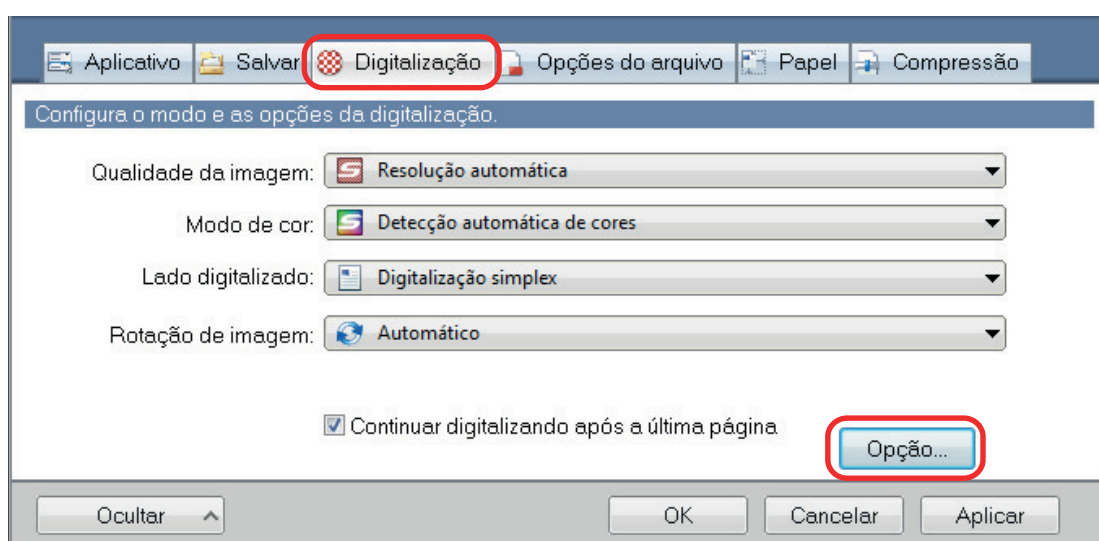 Aplicativo Salvar Digitalização Opções do arquivo Papel Compressão
Configura o modo e as opções da digitalização.
Qualidade da imagem: Resolução automática
Modo de cor: Detecção automática de cores
Lado digitalizado: Digitalização simplex
Rotação de imagem: Automático
Continuar digitalizando após a última página
Opção...
Ocultar OK Cancelar Aplicar